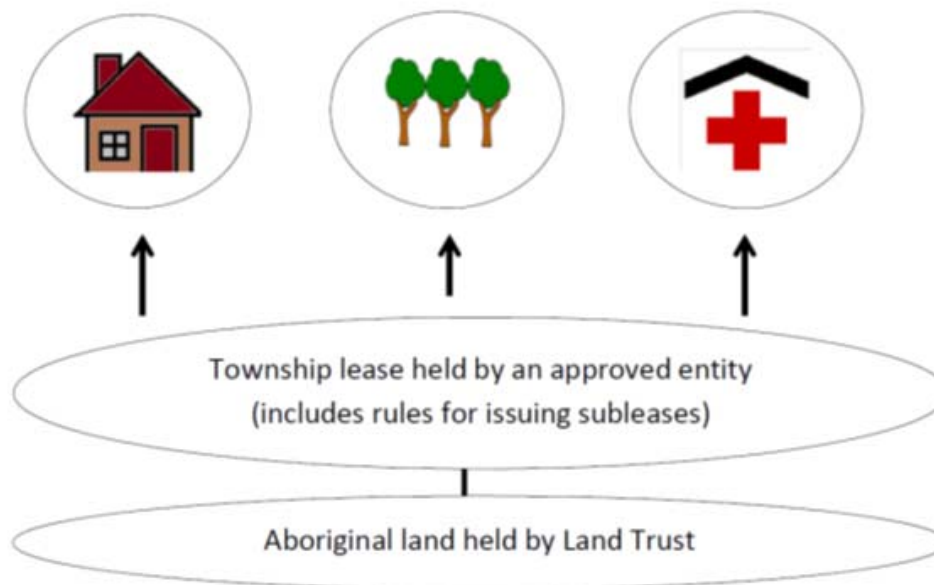 Township lease held by an approved entity
(includes rules for issuing subleases)
Aboriginal land held by Land Trust